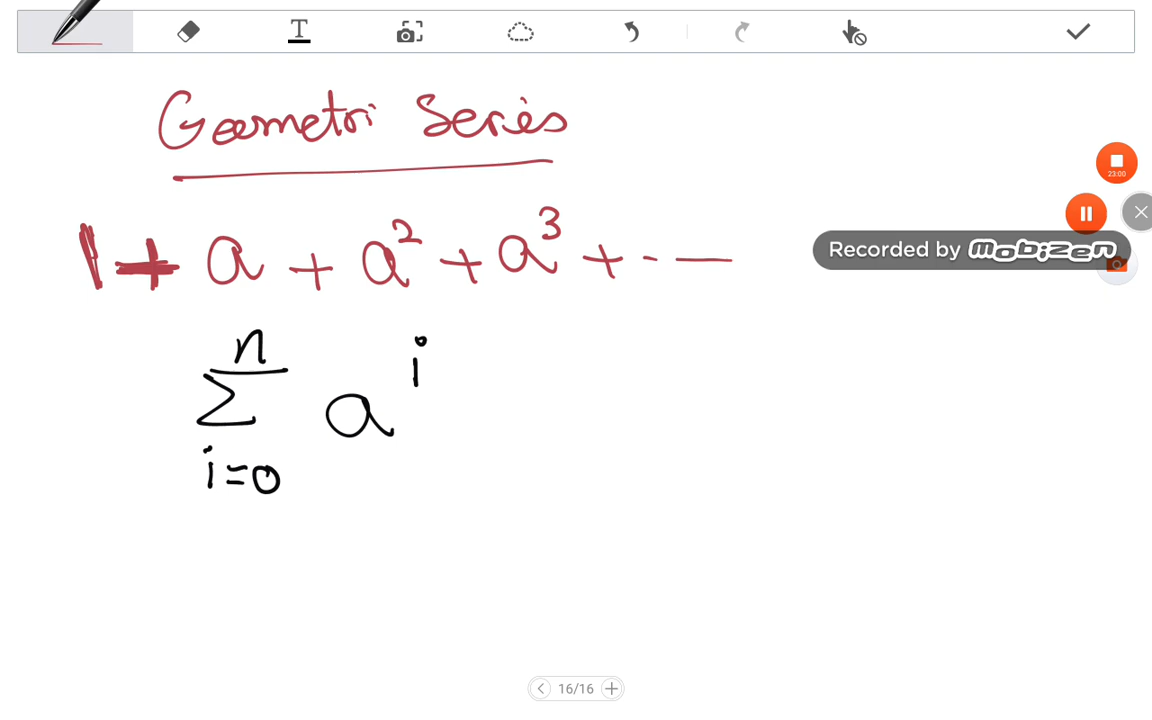 T
Geometri Series
23:00
1 + a + a² + a³ + - —
Recorded by mobizen
n
Σ a^i
i=0
16/16